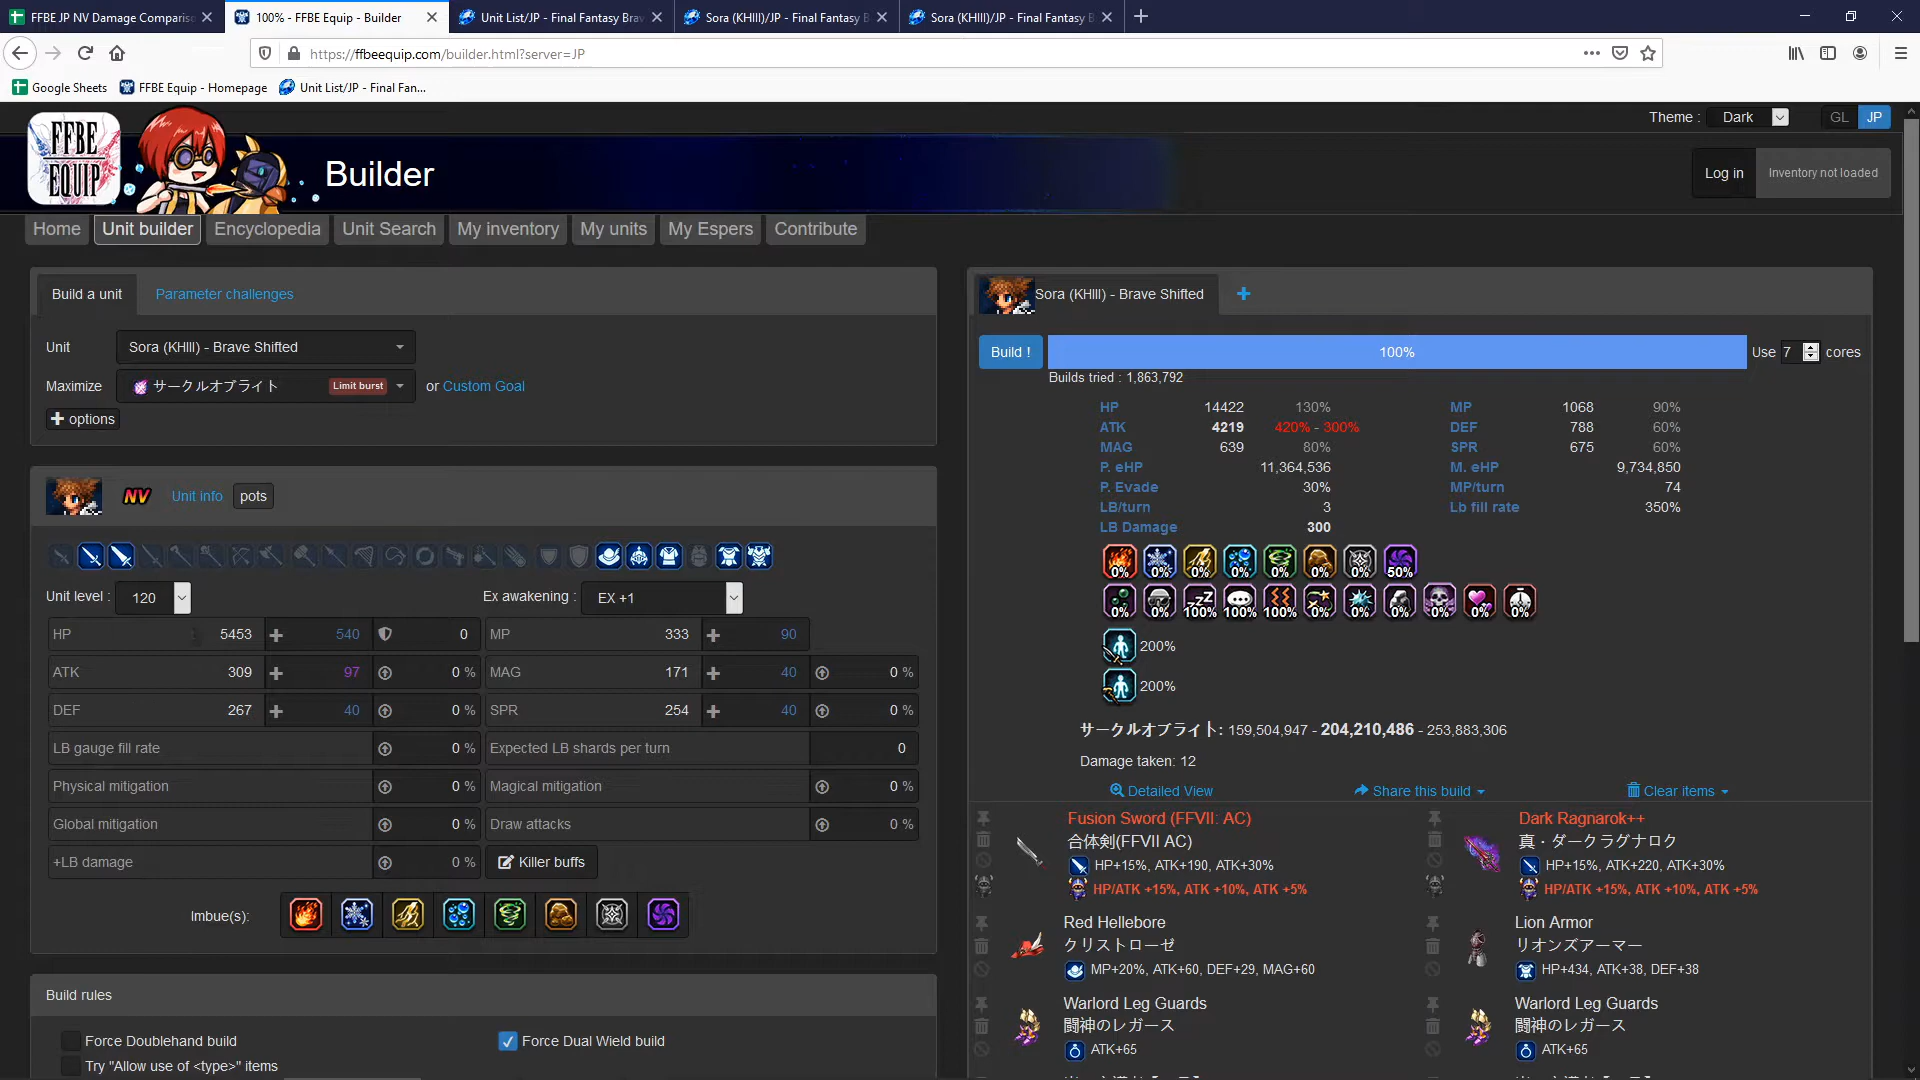 FFBE JP NV Damage Comparis
100% - FFBE Equip - Builder
Unit List/JP - Final Fantasy Brav
Sora (KHIII)/JP - Final Fantasy B
Sora (KHIII)/JP - Final Fantasy B
https://ffbeequip.com/builder.html?server=JP
Google Sheets
FFBE Equip - Homepage
Unit List/JP - Final Fan...
Theme : Dark
GL JP
FFBE
EQUIP
Builder
Log in
Inventory not loaded
Home
Unit builder
Encyclopedia
Unit Search
My inventory
My units
My Espers
Contribute
Build a unit
Parameter challenges
Unit Sora (KHIII) - Brave Shifted
Maximize サークルオブライト Limit burst or Custom Goal
options
NV Unit info pots
Unit level : 120 Ex awakening : EX +1
HP 5453 540 0 MP 333 90
ATK 309 97 0 % MAG 171 40 0 %
DEF 267 40 0 % SPR 254 40 0 %
LB gauge fill rate 0 % Expected LB shards per turn 0
Physical mitigation 0 % Magical mitigation 0 %
Global mitigation 0 % Draw attacks 0 %
+LB damage 0 % Killer buffs
Imbue(s):
Build rules
Force Doublehand build
Force Dual Wield build
Try "Allow use of <type>" items
Sora (KHIII) - Brave Shifted
Build ! 100% Use 7 cores
Builds tried : 1,863,792
HP 14422 130% MP 1068 90%
ATK 4219 420% - 300% DEF 788 60%
MAG 639 80% SPR 675 60%
P. eHP 11,364,536 M. eHP 9,734,850
P. Evade 30% MP/turn 74
LB/turn 3 Lb fill rate 350%
LB Damage 300
0% 0% 0% 0% 0% 0% 0% 50%
0% 0% 100% 100% 100% 0% 0% 0% 0% 0% 0%
200%
200%
サークルオブライト: 159,504,947 - 204,210,486 - 253,883,306
Damage taken: 12
Detailed View
Share this build
Clear items
Fusion Sword (FFVII: AC)
合体剣(FFVII AC)
HP+15%, ATK+190, ATK+30%
HP/ATK +15%, ATK +10%, ATK +5%
Dark Ragnarok++
真・ダークラグナロク
HP+15%, ATK+220, ATK+30%
HP/ATK +15%, ATK +10%, ATK +5%
Red Hellebore
クリストローゼ
MP+20%, ATK+60, DEF+29, MAG+60
Lion Armor
リオンズアーマー
HP+434, ATK+38, DEF+38
Warlord Leg Guards
闘神のレガース
ATK+65
Warlord Leg Guards
闘神のレガース
ATK+65